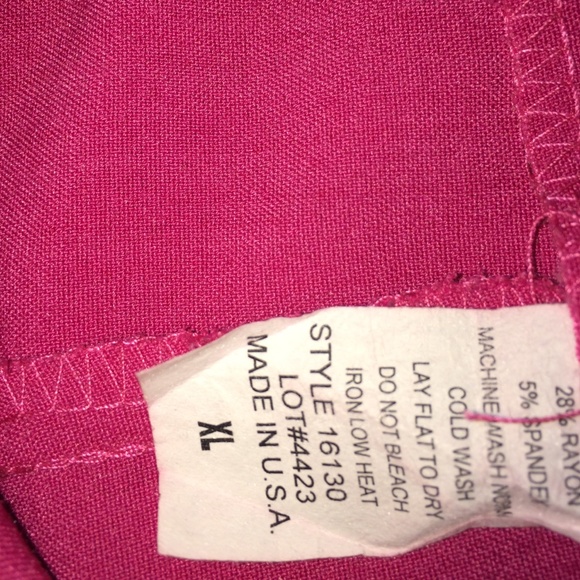 28% RAYON
5% SPANDE
MACHINE WASH
COLD WASH
LAY FLAT TO DRY
DO NOT BLEACH
IRON LOW HEAT
STYLE 16130
LOT#4423
MADE IN U.S.A.
XL